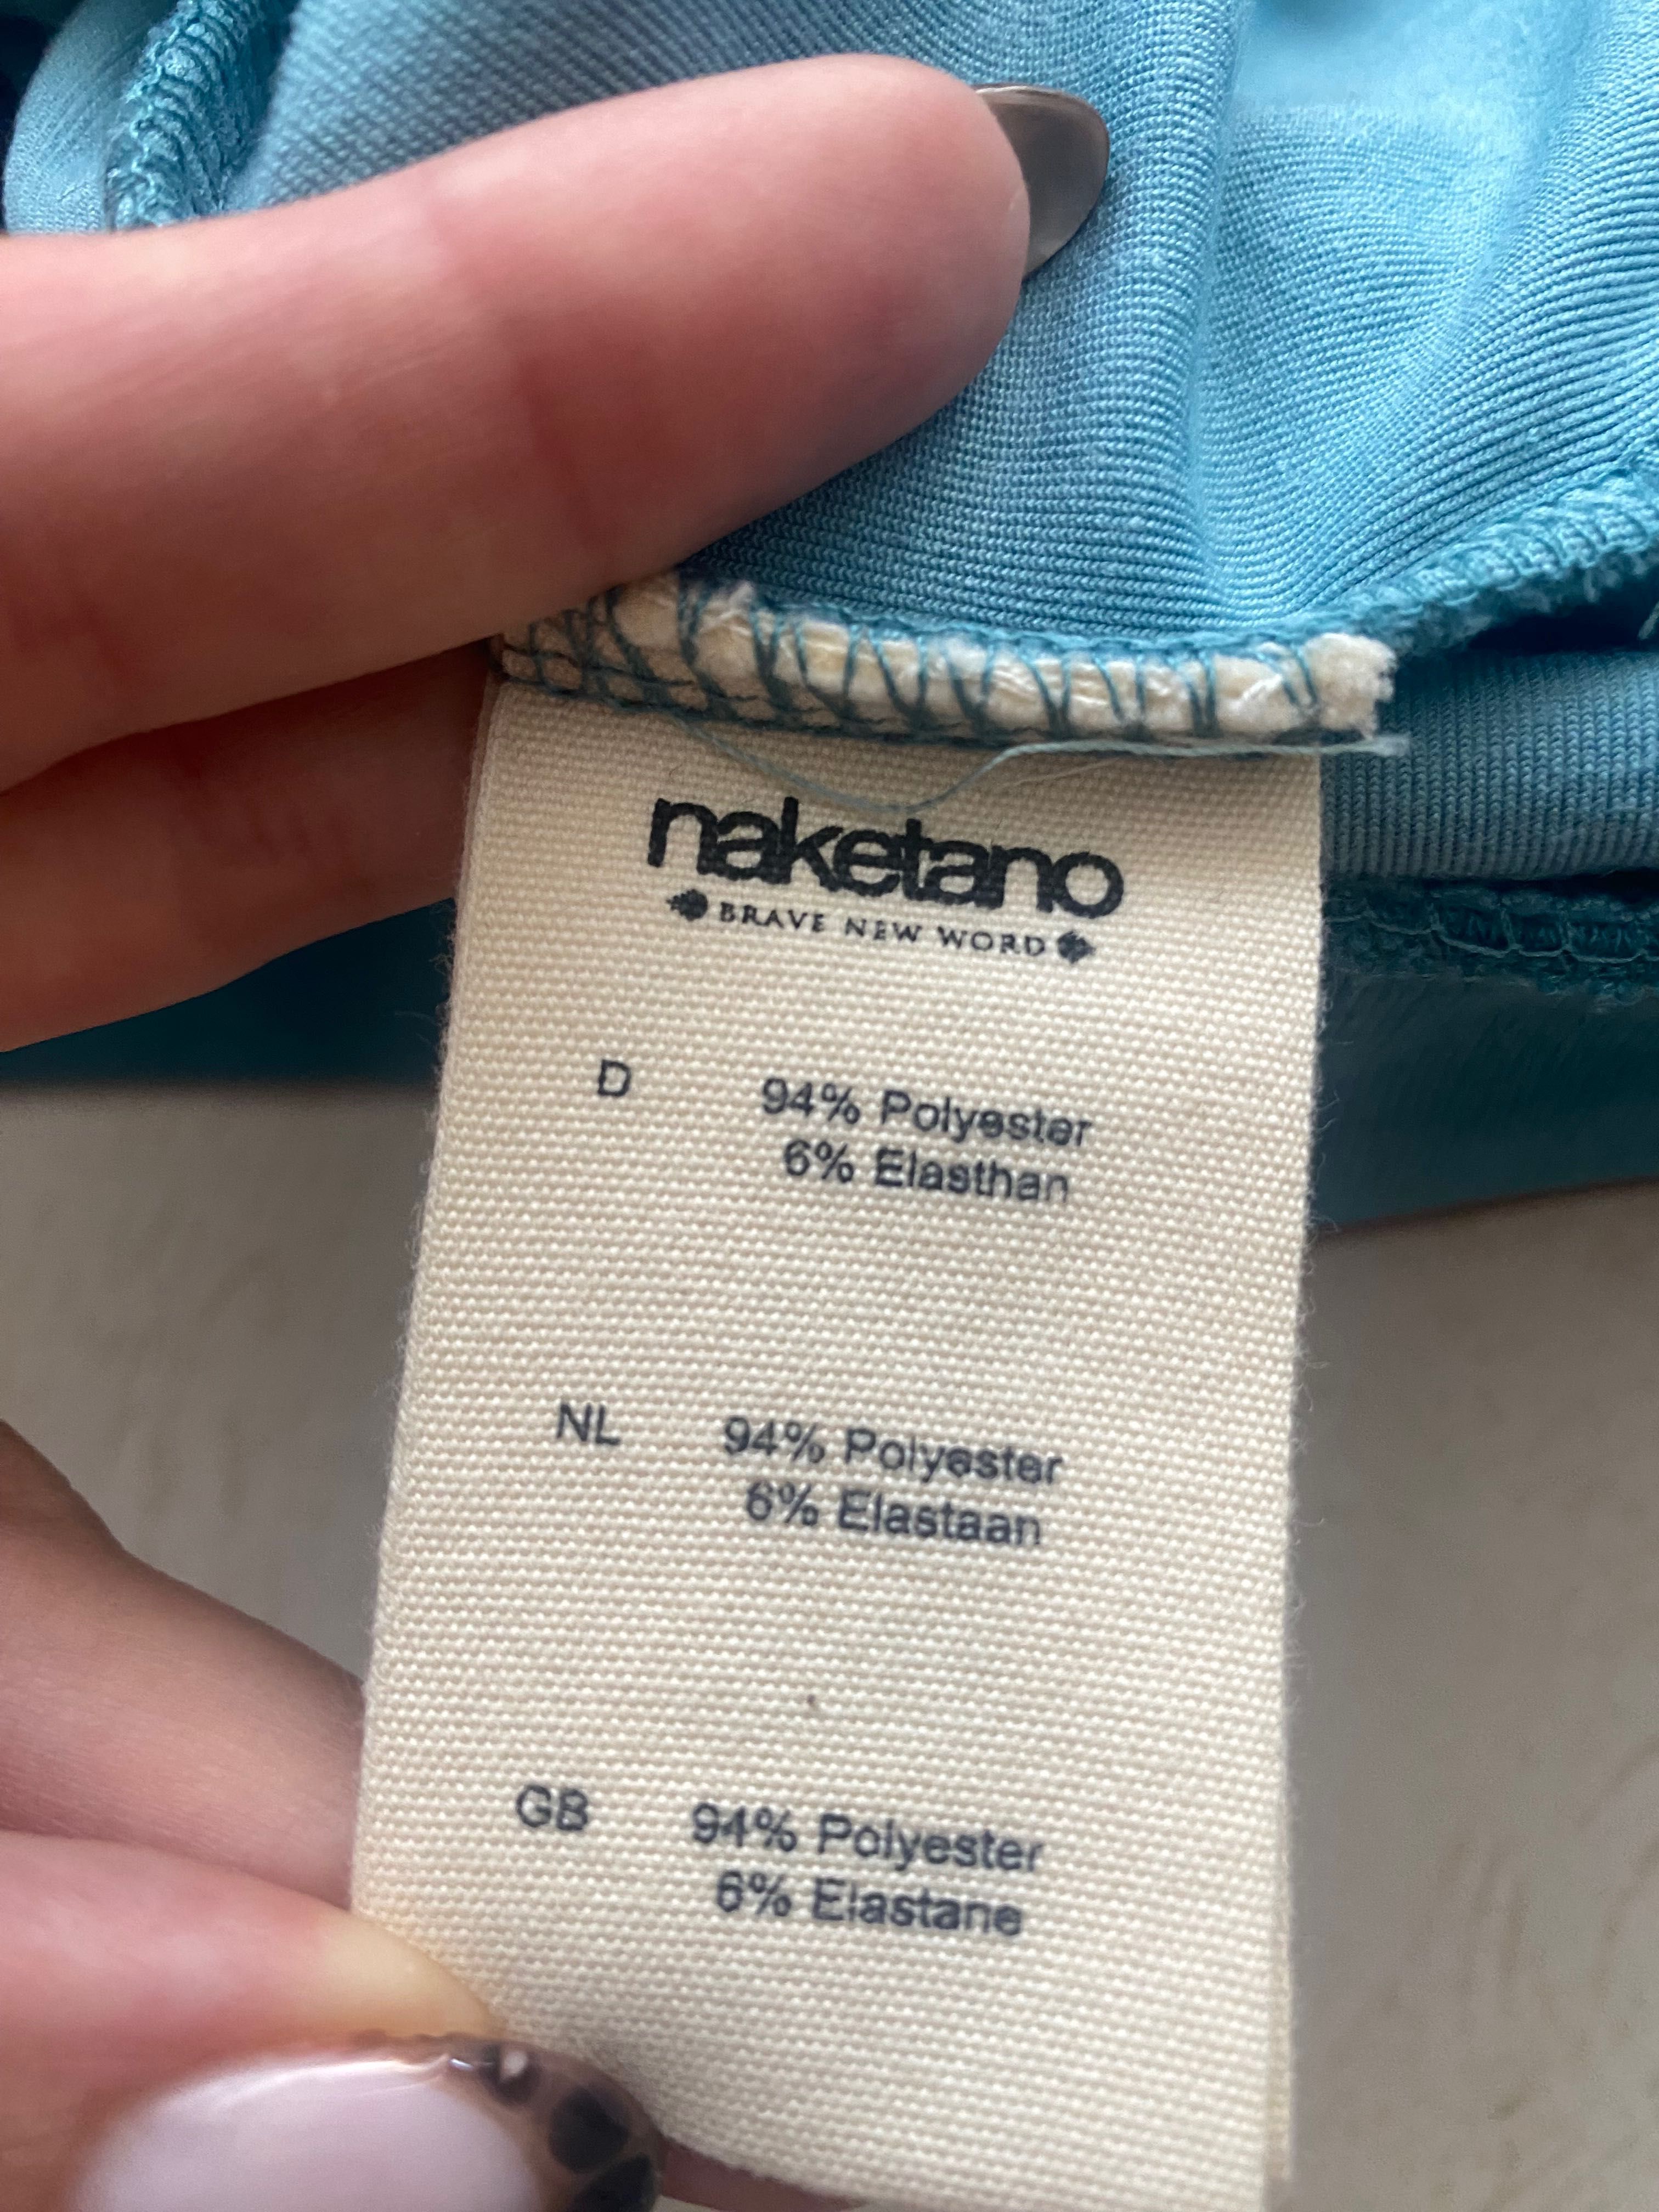 naketano
BRAVE NEW WORD
D 94% Polyester
6% Elasthan
NL 94% Polyester
6% Elastaan
GB 94% Polyester
6% Elastane